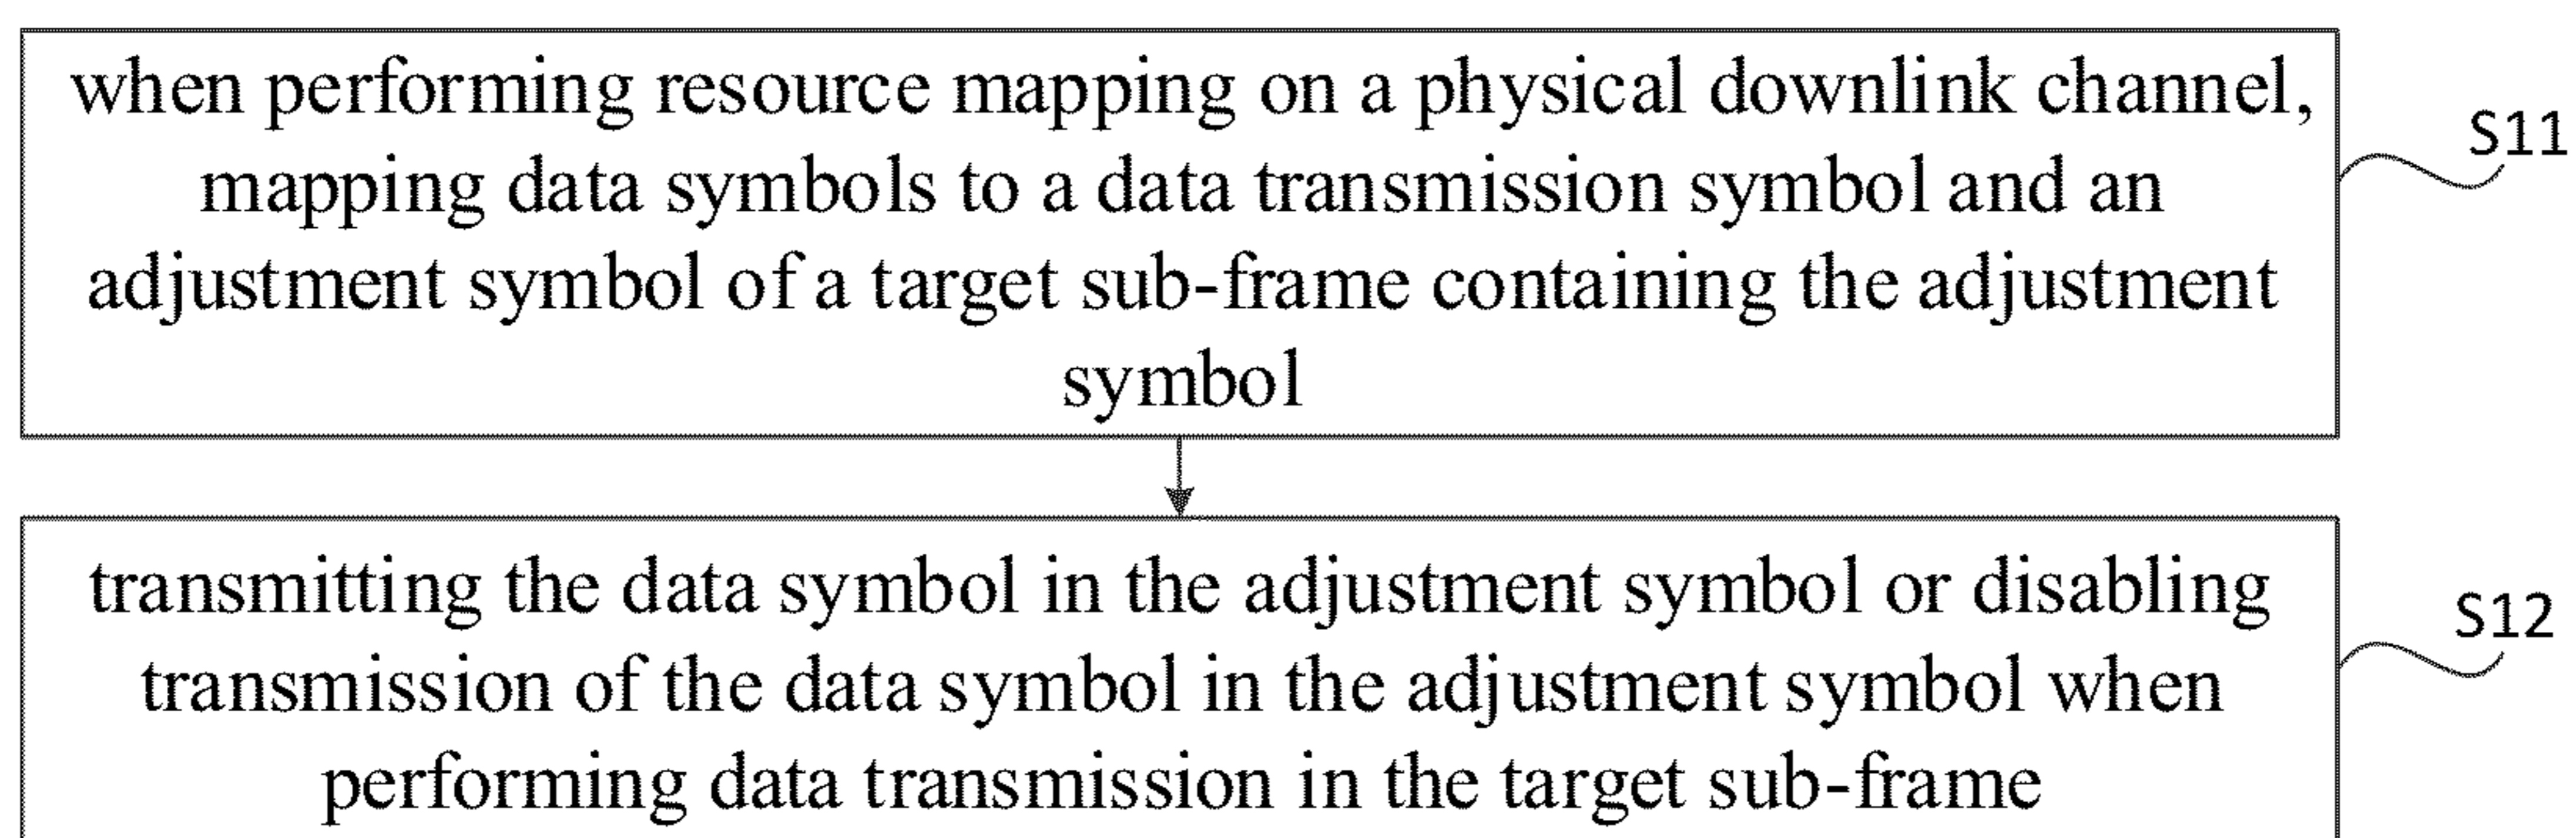 when performing resource mapping on a physical downlink channel,
mapping data symbols to a data transmission symbol and an
adjustment symbol of a target sub-frame containing the adjustment
symbol
S11
transmitting the data symbol in the adjustment symbol or disabling
transmission of the data symbol in the adjustment symbol when
performing data transmission in the target sub-frame
S12